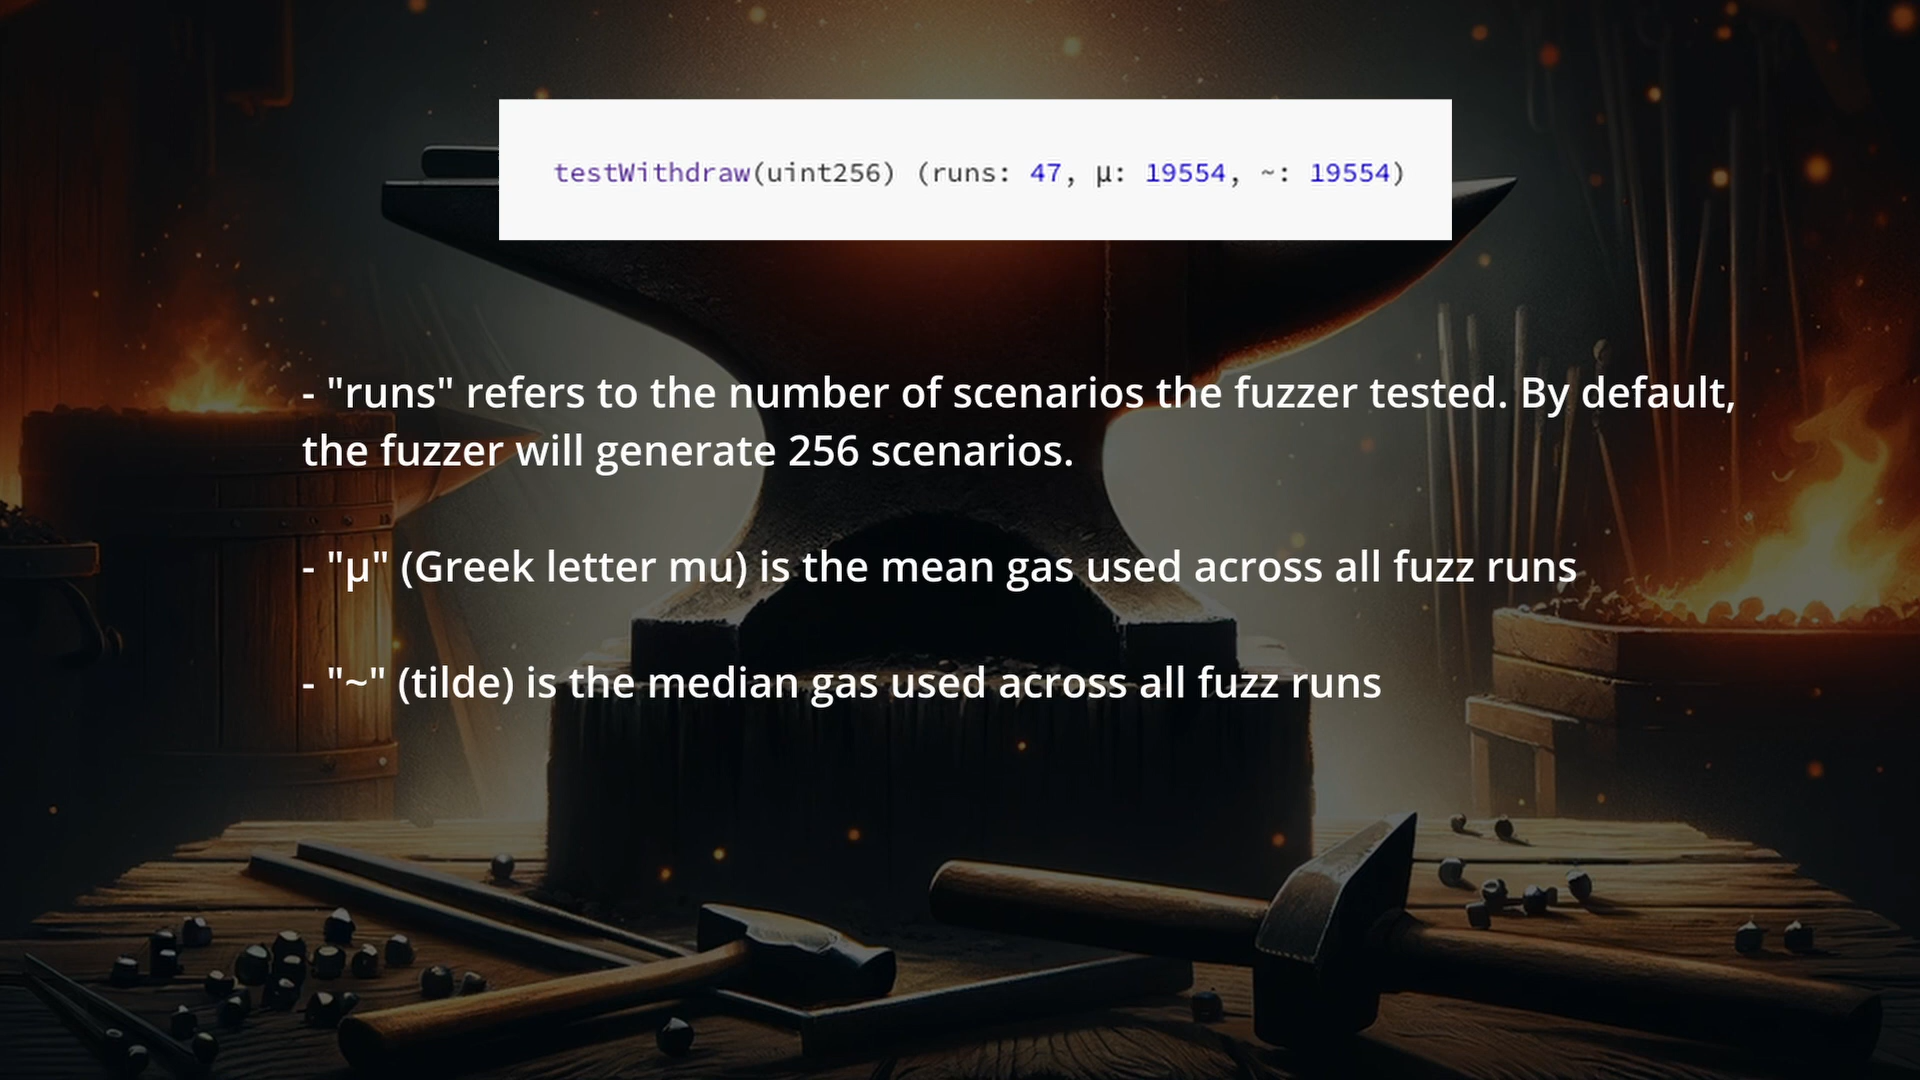 testWithdraw(uint256) (runs: 47, μ: 19554, ~: 19554)
- "runs" refers to the number of scenarios the fuzzer tested. By default,
the fuzzer will generate 256 scenarios.
- "μ" (Greek letter mu) is the mean gas used across all fuzz runs
- "~" (tilde) is the median gas used across all fuzz runs